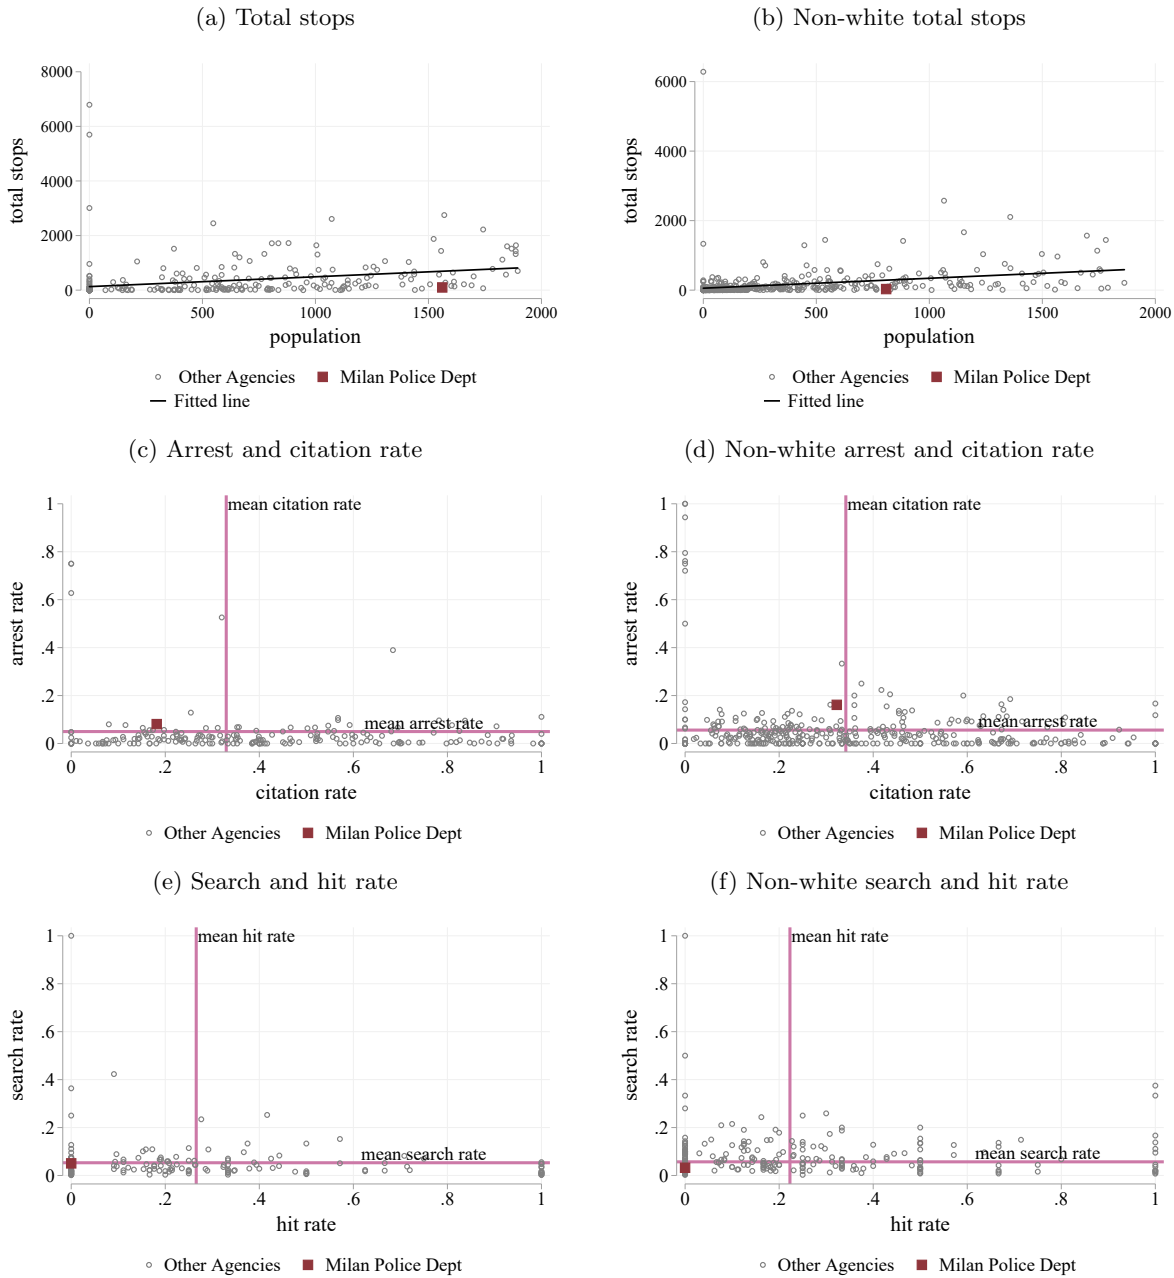 (a) Total stops
(b) Non-white total stops
8000
6000
4000
2000
0
total stops
0
500
1000
1500
2000
population
Other Agencies
Milan Police Dept
Fitted line
6000
4000
2000
0
total stops
0
500
1000
1500
2000
population
Other Agencies
Milan Police Dept
Fitted line
(c) Arrest and citation rate
(d) Non-white arrest and citation rate
mean citation rate
1
.8
.6
.4
.2
0
arrest rate
mean arrest rate
0
.2
.4
.6
.8
1
citation rate
Other Agencies
Milan Police Dept
mean citation rate
1
.8
.6
.4
.2
0
arrest rate
mean arrest rate
0
.2
.4
.6
.8
1
citation rate
Other Agencies
Milan Police Dept
(e) Search and hit rate
(f) Non-white search and hit rate
mean hit rate
1
.8
.6
.4
.2
0
search rate
mean search rate
0
.2
.4
.6
.8
1
hit rate
Other Agencies
Milan Police Dept
mean hit rate
1
.8
.6
.4
.2
0
search rate
mean search rate
0
.2
.4
.6
.8
1
hit rate
Other Agencies
Milan Police Dept